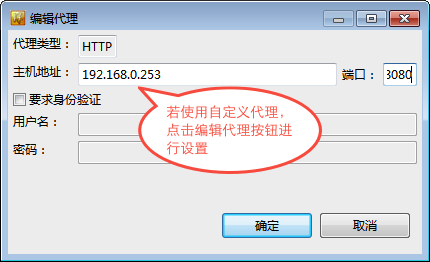 编辑代理
代理类型： HTTP
主机地址： 192.168.0.253 端口： 3080
要求身份验证
用户名：
密码：
若使用自定义代理，
点击编辑代理按钮进
行设置
确定 取消